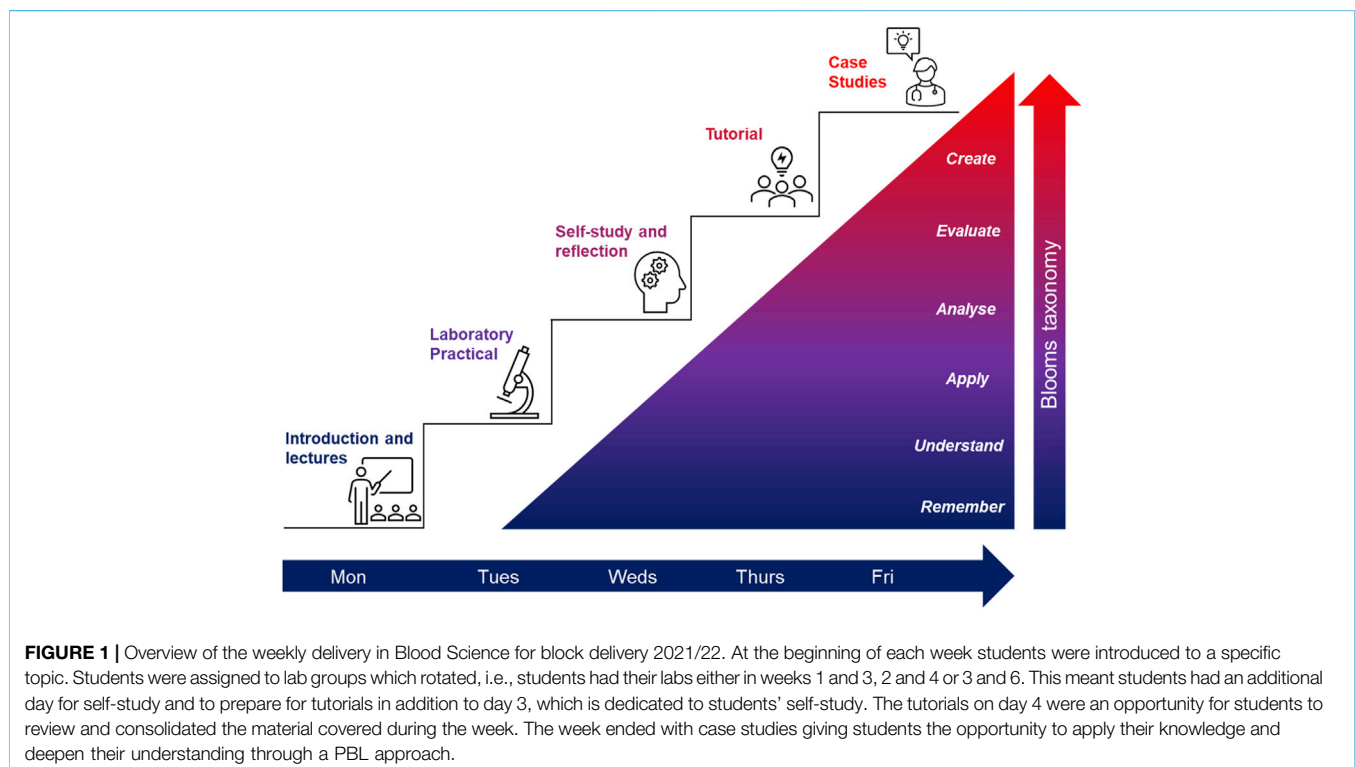 Case
Studies
Tutorial
Create
Self-study and
reflection
Evaluate
Analyse
Laboratory
Practical
Apply
Introduction and
lectures
Understand
Remember
Blooms taxonomy
Mon Tues Weds Thurs Fri
FIGURE 1 | Overview of the weekly delivery in Blood Science for block delivery 2021/22. At the beginning of each week students were introduced to a specific
topic. Students were assigned to lab groups which rotated, i.e., students had their labs either in weeks 1 and 3, 2 and 4 or 3 and 6. This meant students had an additional
day for self-study and to prepare for tutorials in addition to day 3, which is dedicated to students' self-study. The tutorials on day 4 were an opportunity for students to
review and consolidated the material covered during the week. The week ended with case studies giving students the opportunity to apply their knowledge and
deepen their understanding through a PBL approach.